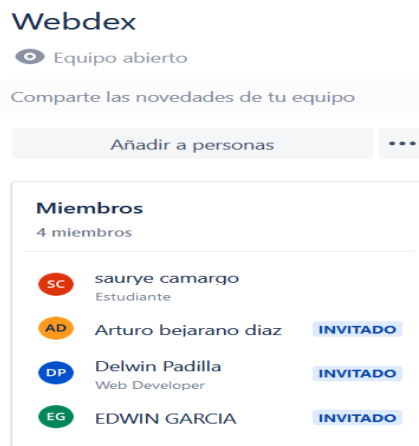 Webdex
Equipo abierto
Comparte las novedades de tu equipo
Añadir a personas
Miembros
4 miembros
SC saurye camargo
Estudiante
AD Arturo bejarano diaz INVITADO
DP Delwin Padilla INVITADO
Web Developer
EG EDWIN GARCIA INVITADO